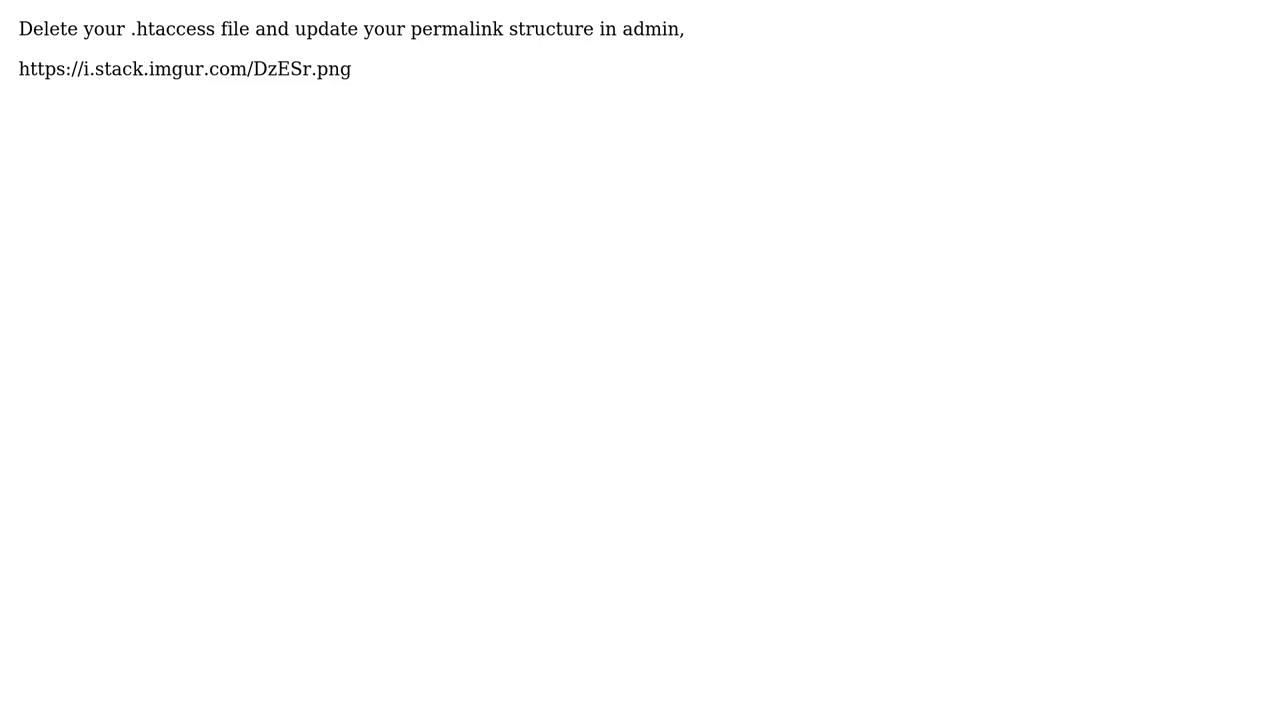 Delete your .htaccess file and update your permalink structure in admin,
https://i.stack.imgur.com/DzESr.png